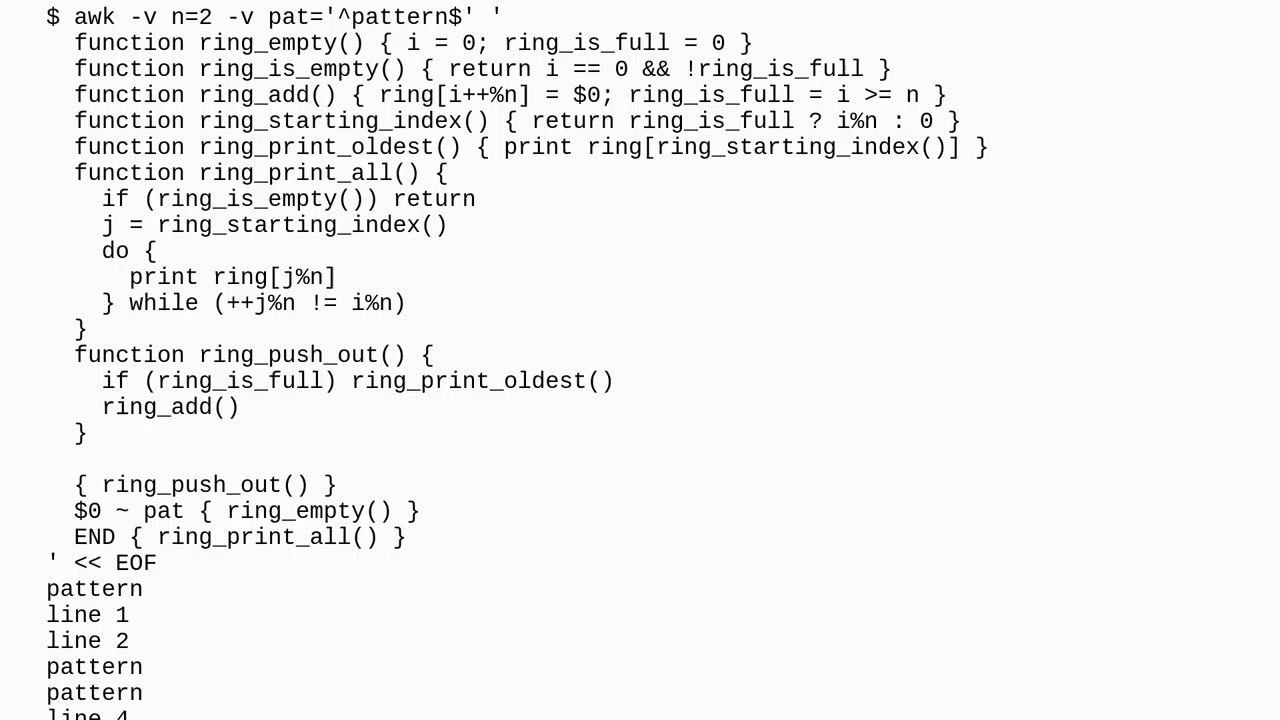 $ awk -v n=2 -v pat='^pattern$' '
  function ring_empty() { i = 0; ring_is_full = 0 }
  function ring_is_empty() { return i == 0 && !ring_is_full }
  function ring_add() { ring[i++%n] = $0; ring_is_full = i >= n }
  function ring_starting_index() { return ring_is_full ? i%n : 0 }
  function ring_print_oldest() { print ring[ring_starting_index()] }
  function ring_print_all() {
    if (ring_is_empty()) return
    j = ring_starting_index()
    do {
      print ring[j%n]
    } while (++j%n != i%n)
  }
  function ring_push_out() {
    if (ring_is_full) ring_print_oldest()
    ring_add()
  }

  { ring_push_out() }
  $0 ~ pat { ring_empty() }
  END { ring_print_all() }
' << EOF
pattern
line 1
line 2
pattern
pattern
line 4